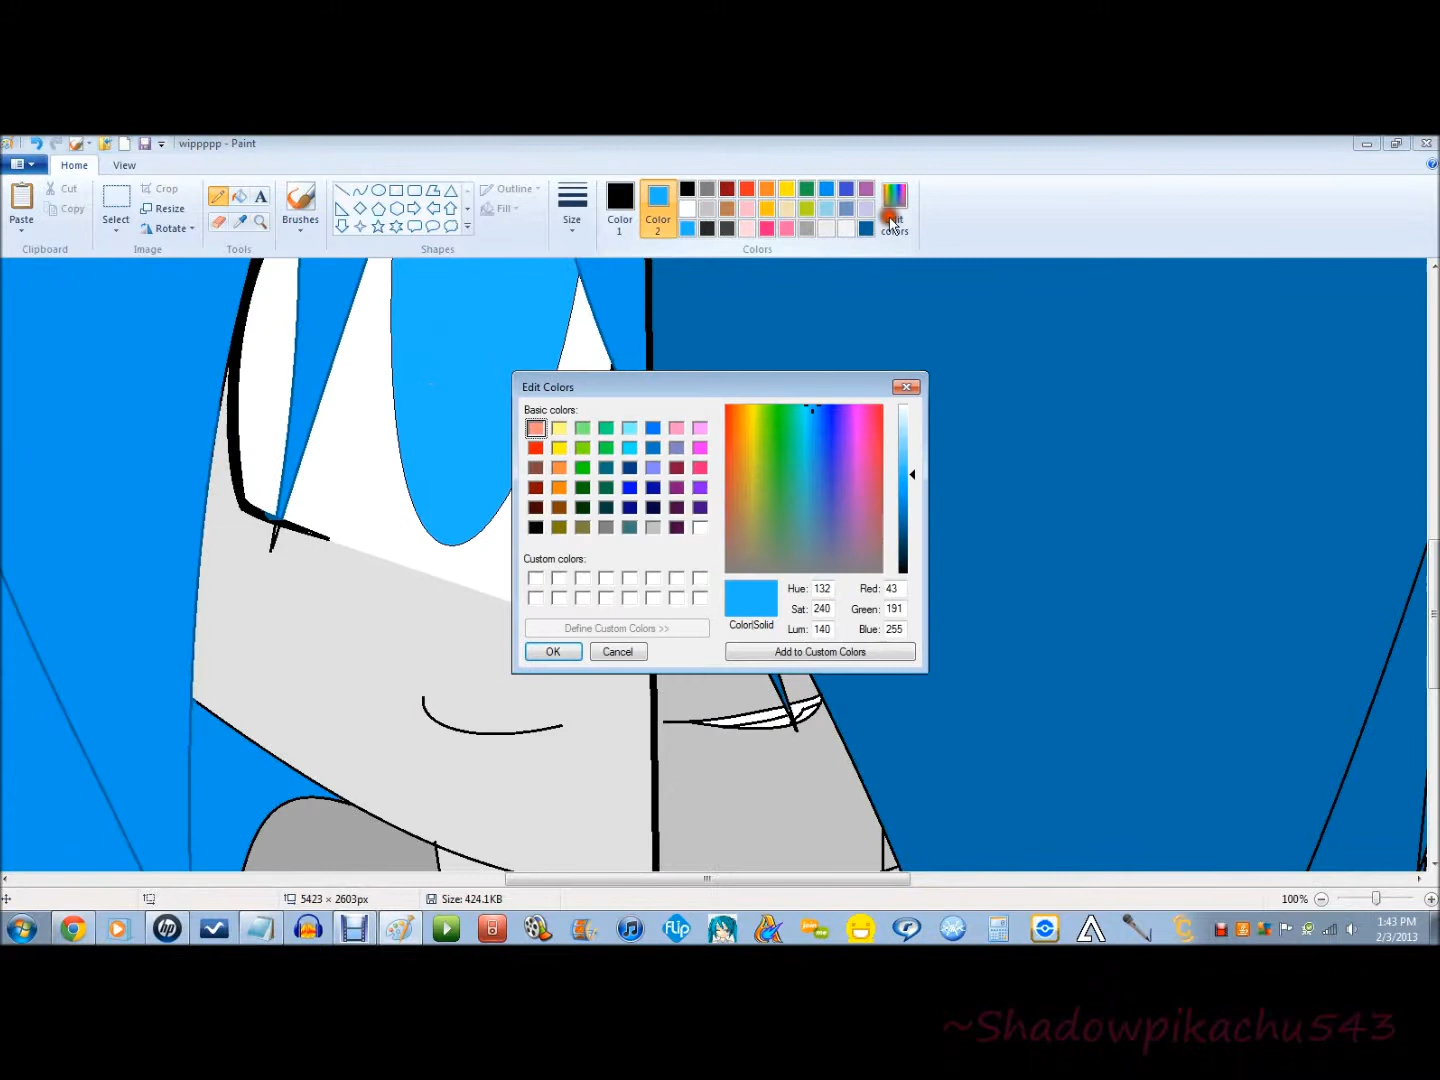 wippppp - Paint
Home View
Paste
Cut
Copy
Clipboard
Select
Crop
Resize
Rotate
Image
A
Tools
Brushes
Outline
Fill
Shapes
Size
Color 1
Color 2
colors
Colors
Edit Colors
Basic colors:
Custom colors:
Define Custom Colors >>
OK Cancel
Hue: 132 Red: 43
Sat: 240 Green: 191
Color|Solid
Lum: 140 Blue: 255
Add to Custom Colors
5423 × 2603px Size: 424.1KB 100%
hp
FLIP
1:43 PM
2/3/2013
~Shadowpikachu543